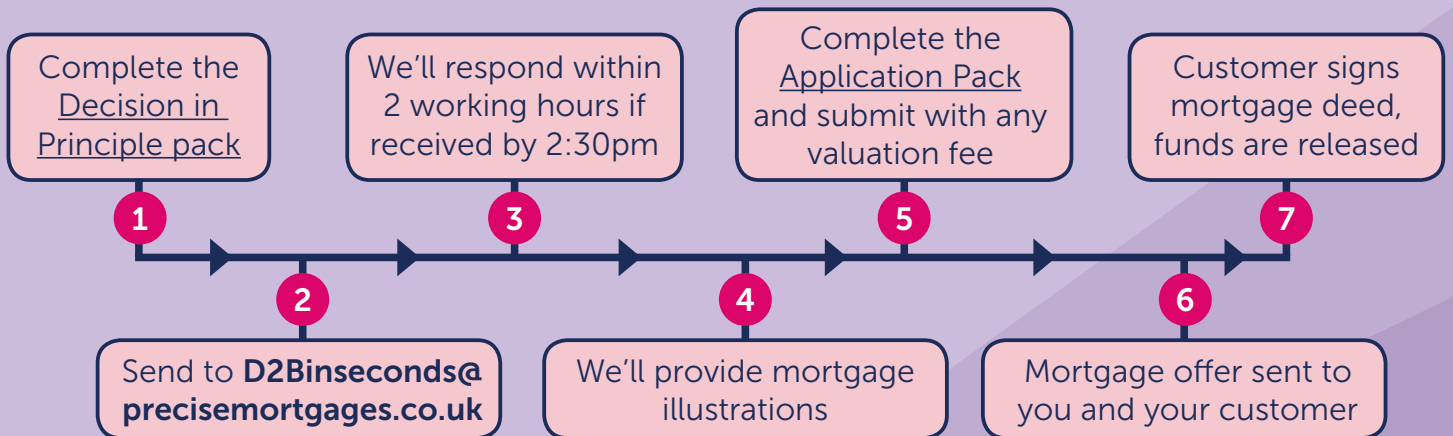 1
Complete the
Decision in
Principle pack
2
Send to D2Binseconds@
precisemortgages.co.uk
3
We'll respond within
2 working hours if
received by 2:30pm
4
We'll provide mortgage
illustrations
5
Complete the
Application Pack
and submit with any
valuation fee
6
Mortgage offer sent to
you and your customer
7
Customer signs
mortgage deed,
funds are released